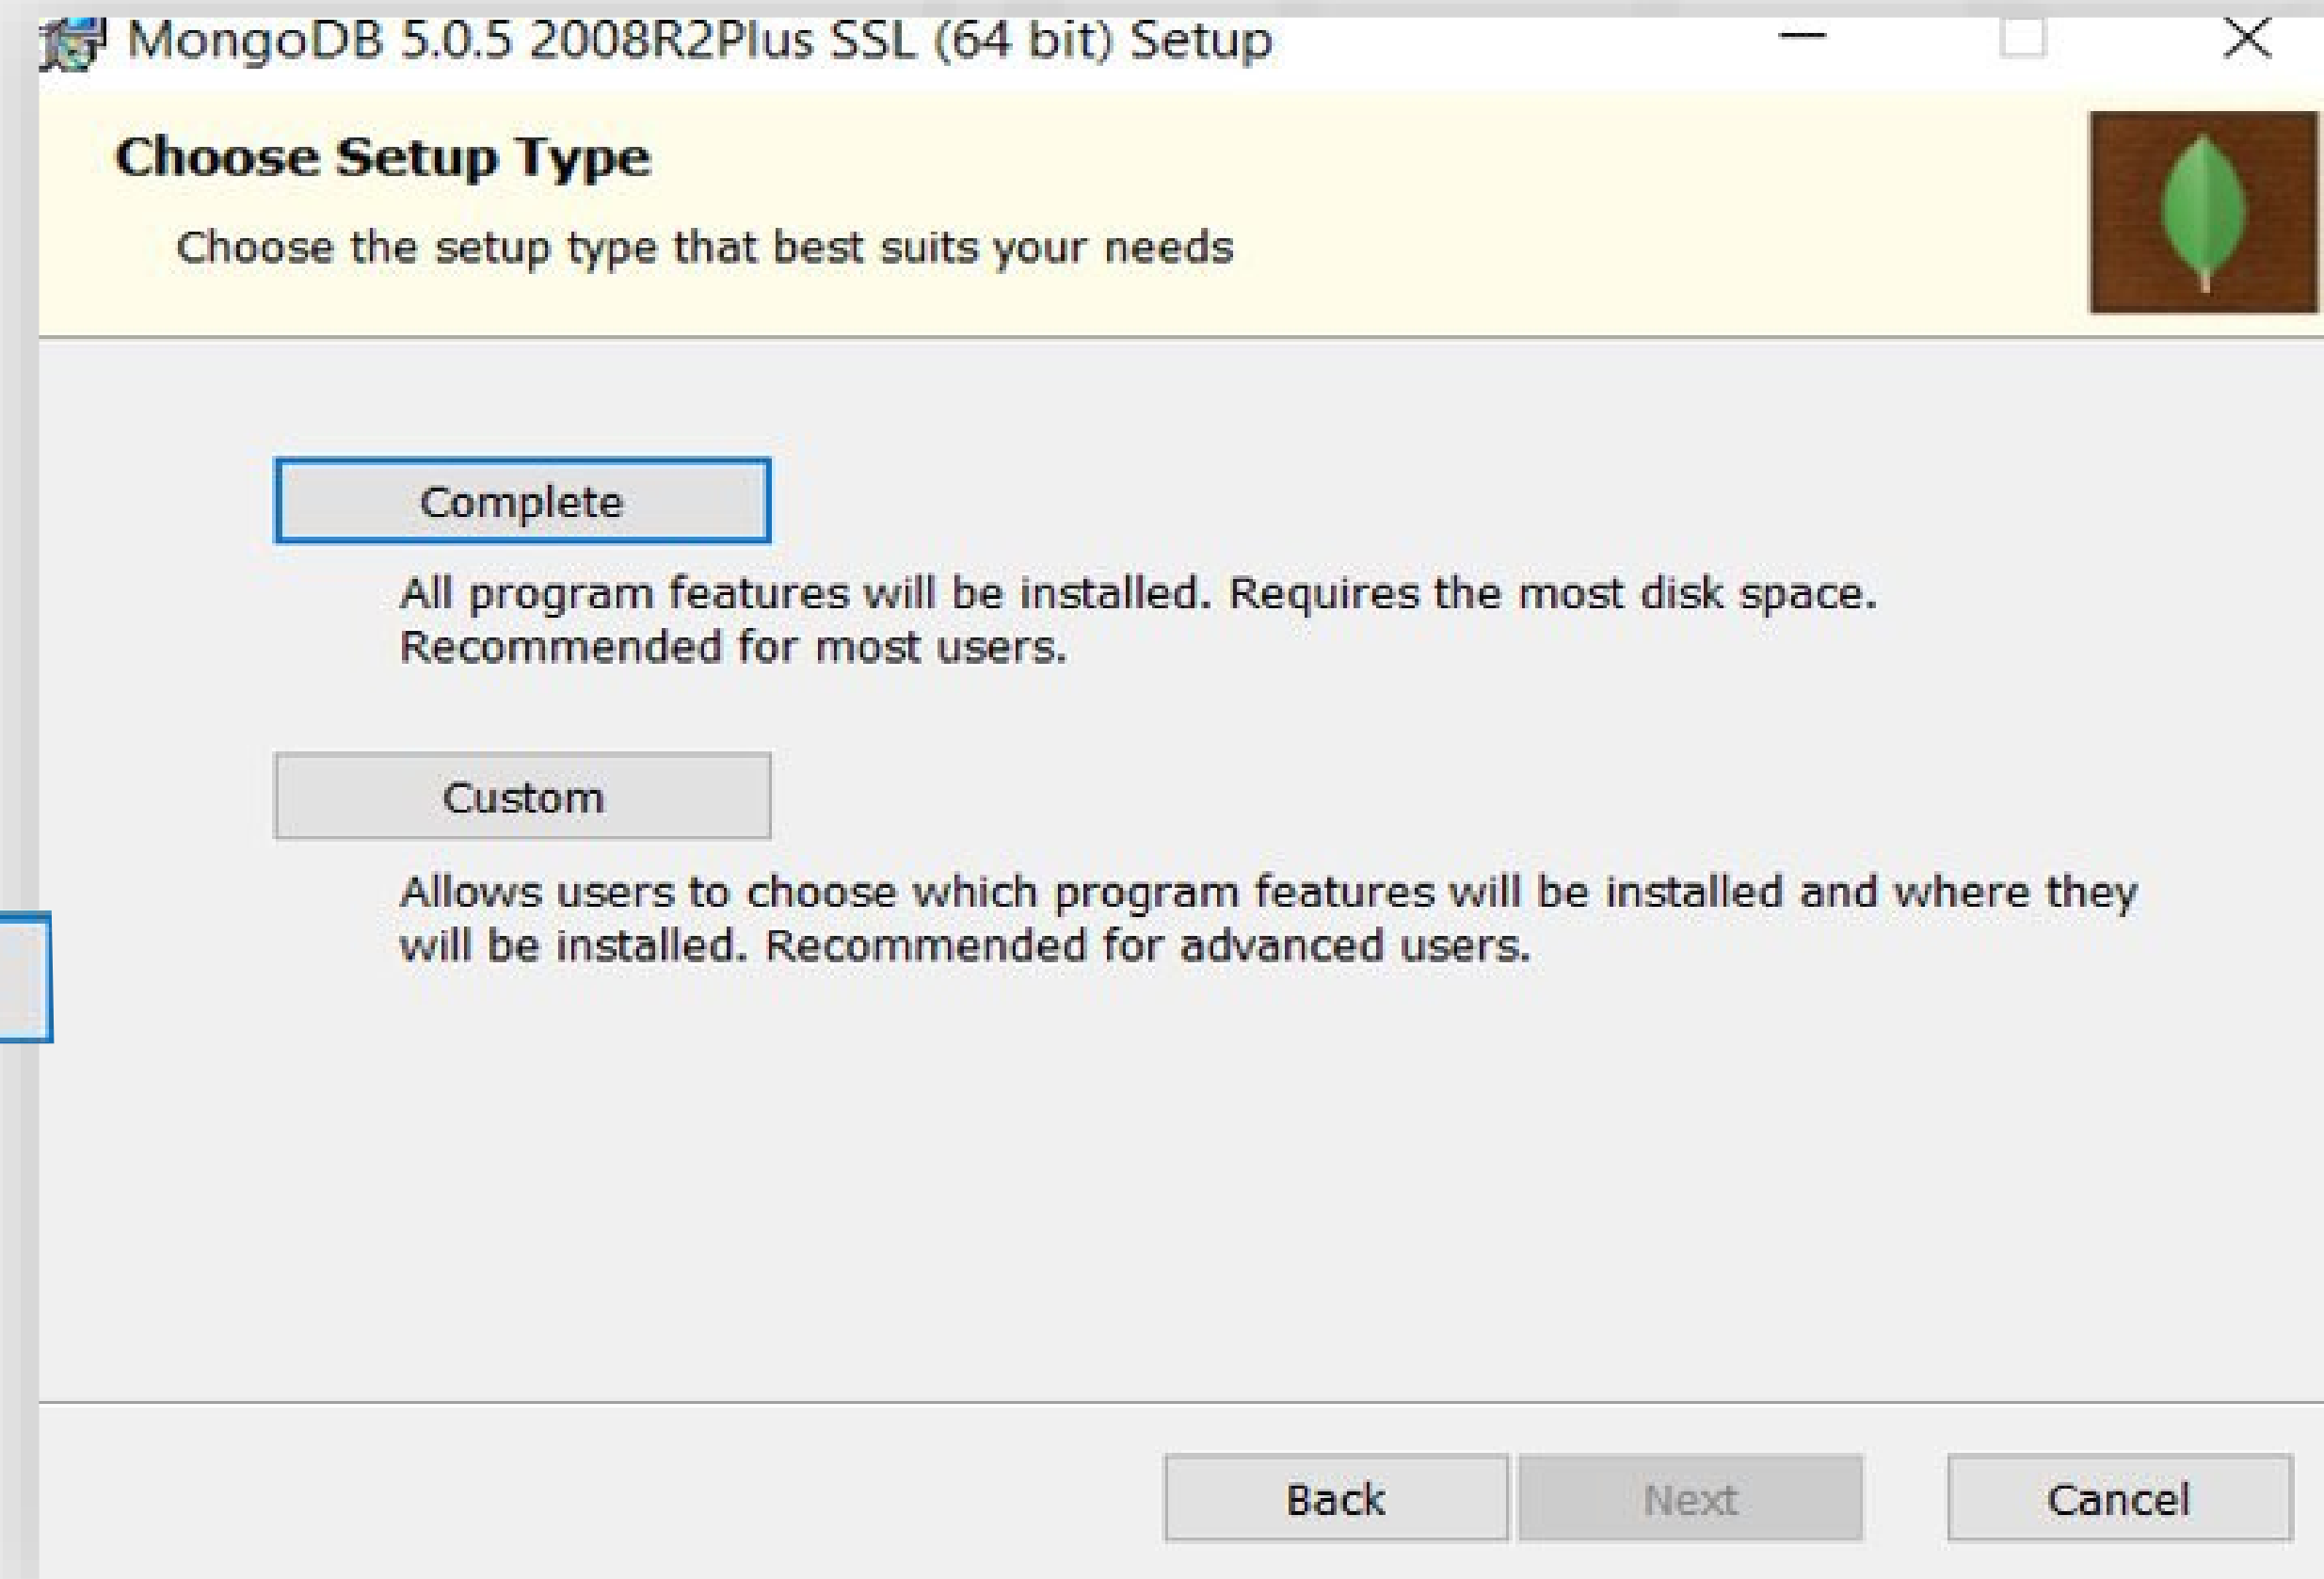 MongoDB 5.0.5 2008R2Plus SSL (64 bit) Setup
Choose Setup Type
Choose the setup type that best suits your needs
Complete
All program features will be installed. Requires the most disk space.
Recommended for most users.
Custom
Allows users to choose which program features will be installed and where they
will be installed. Recommended for advanced users.
Back
Next
Cancel